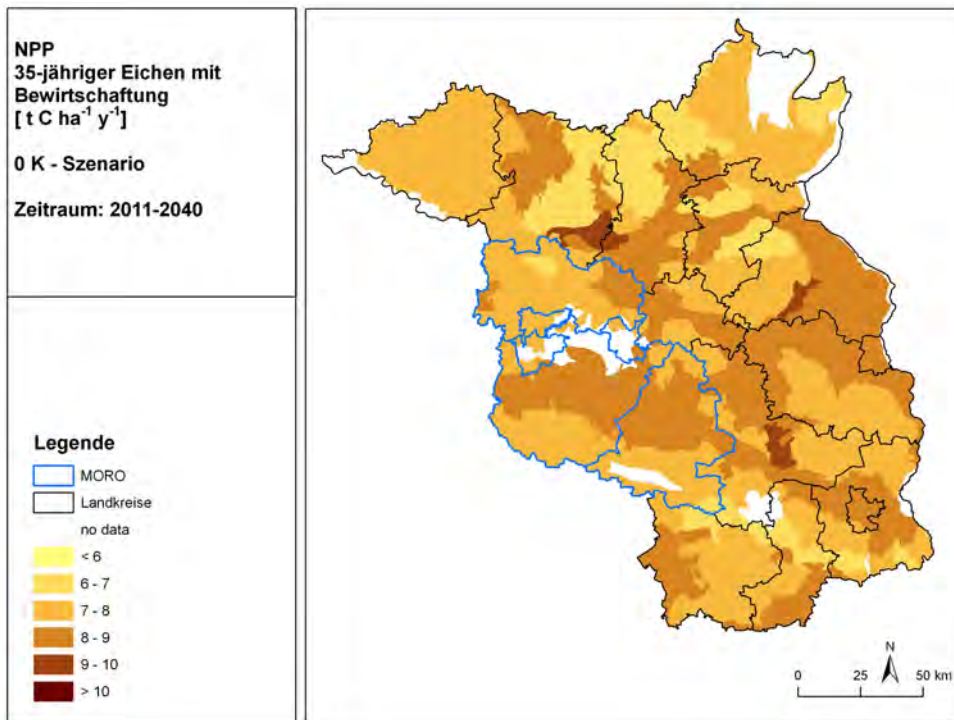 NPP
35-jähriger Eichen mit
Bewirtschaftung
[ t C ha⁻¹ y⁻¹]
0 K - Szenario
Zeitraum: 2011-2040
Legende
MORO
Landkreise
no data
< 6
6 - 7
7 - 8
8 - 9
9 - 10
> 10
N
0 25 50 km